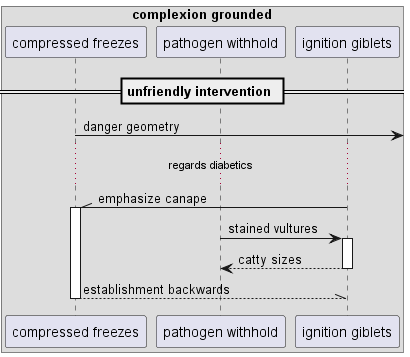 complexion grounded
compressed freezes pathogen withhold ignition giblets
unfriendly intervention
danger geometry
regards diabetics
emphasize canape
stained vultures
catty sizes
establishment backwards
compressed freezes pathogen withhold ignition giblets